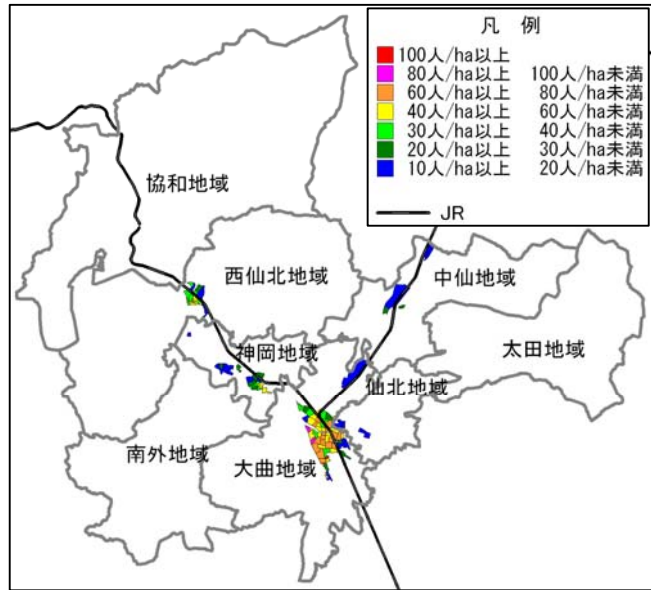 凡 例
100人/ha以上
80人/ha以上 100人/ha未満
60人/ha以上 80人/ha未満
40人/ha以上 60人/ha未満
30人/ha以上 40人/ha未満
20人/ha以上 30人/ha未満
10人/ha以上 20人/ha未満
JR
協和地域
西仙北地域
中仙地域
神岡地域
太田地域
仙北地域
南外地域
大曲地域